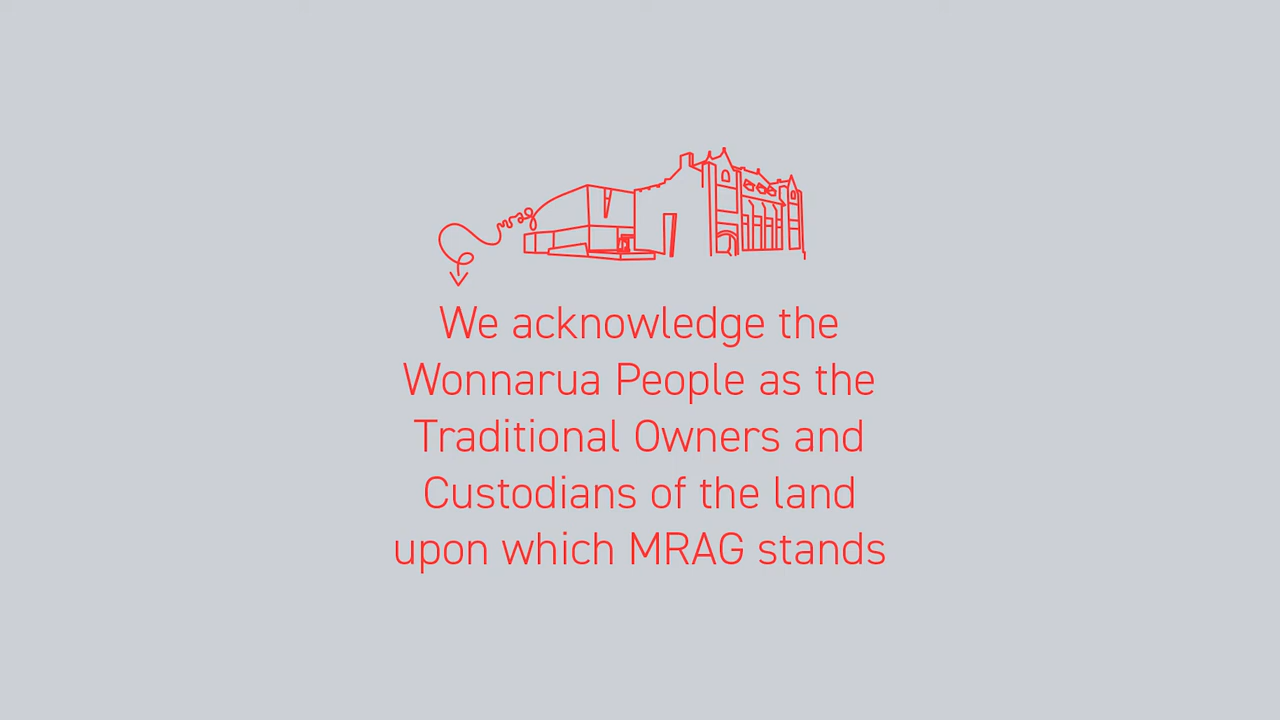 mrag
We acknowledge the
Wonnarua People as the
Traditional Owners and
Custodians of the land
upon which MRAG stands